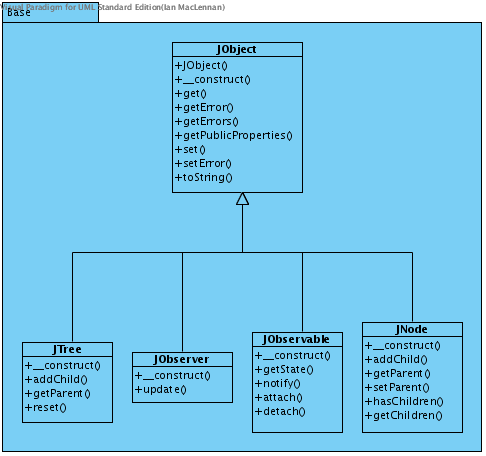 Visual Paradigm for UML Standard Edition(Ian MacLennan)
Base
JObject
+JObject()
+__construct()
+get()
+getError()
+getErrors()
+getPublicProperties()
+set()
+setError()
+toString()
JTree
+__construct()
+addChild()
+getParent()
+reset()
JObserver
+__construct()
+update()
JObservable
+__construct()
+getState()
+notify()
+attach()
+detach()
JNode
+__construct()
+addChild()
+getParent()
+setParent()
+hasChildren()
+getChildren()